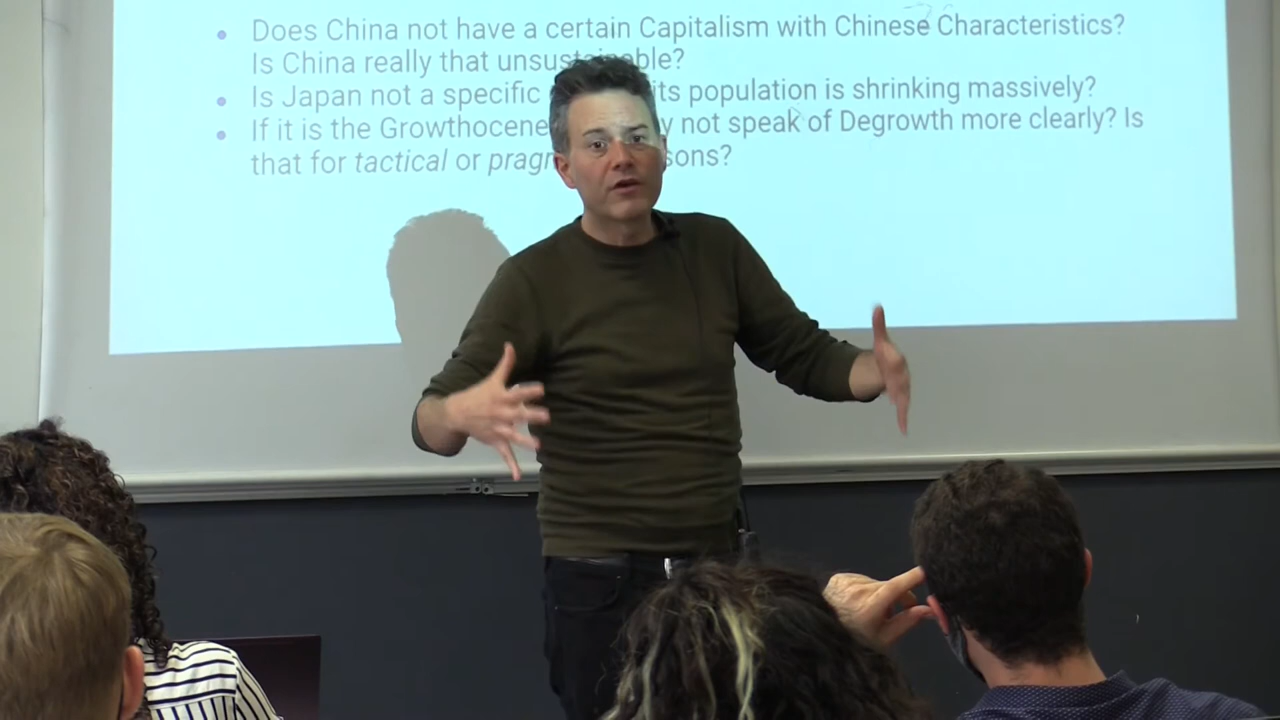 Does China not have a certain Capitalism with Chinese Characteristics?
Is China really that unsustainable?
Is Japan not a specific its population is shrinking massively?
If it is the Growthocene not speak of Degrowth more clearly? Is
that for tactical or